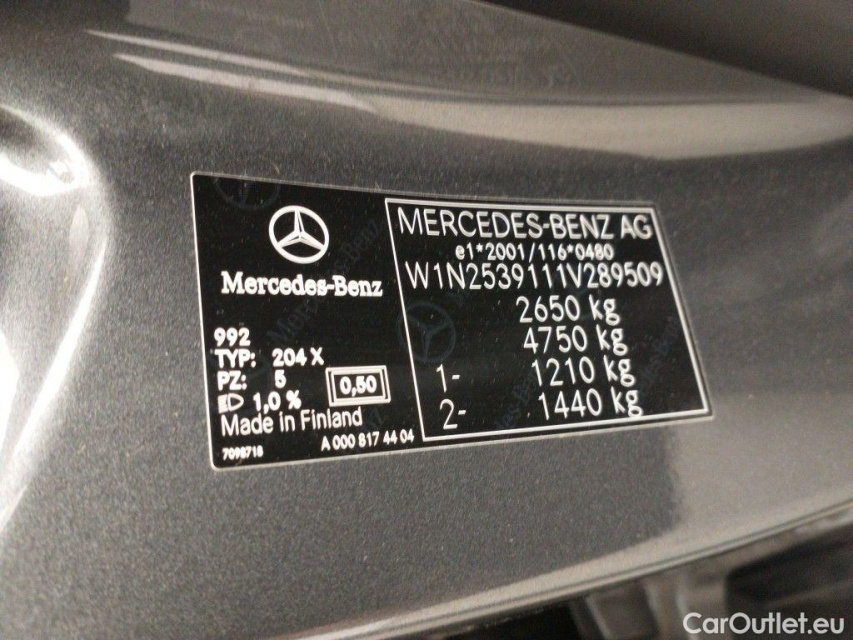 Mercedes-Benz
992
TYP: 204 X
PZ: 5
1,0 %
0,50
Made in Finland
7098718
A 000 817 44 04
MERCEDES-BENZ AG
e1*2001/116*0480
W1N2539111V289509
2650 kg
4750 kg
1- 1210 kg
2- 1440 kg
CarOutlet.eu